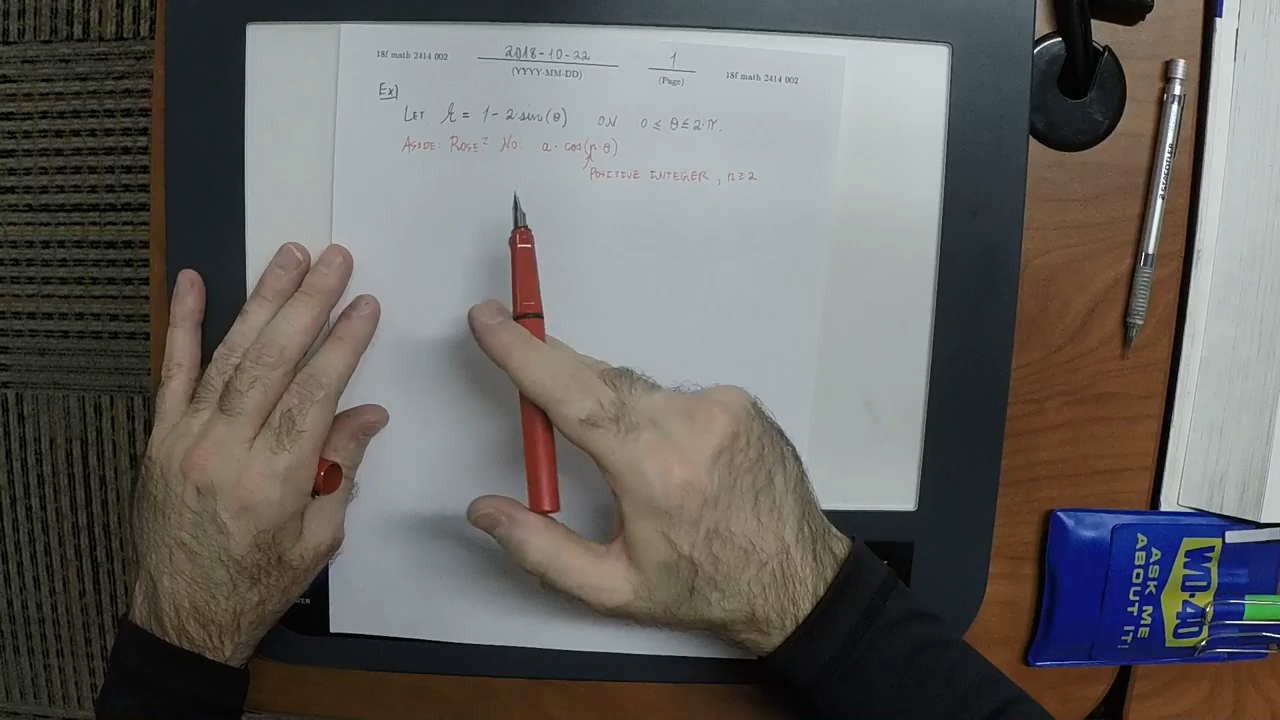 18f math 2414 002 2018-10-22 1 18f math 2414 002
(YYYY-MM-DD) (Page)
Ex)
LET r = 1 - 2·sin(θ) ON 0 ≤ θ ≤ 2·π.
ASIDE: ROSE? NO: a · cos(n·θ)
POSITIVE INTEGER, n ≥ 2
STAEDTLER
WD-40
ASK ME
ABOUT IT!